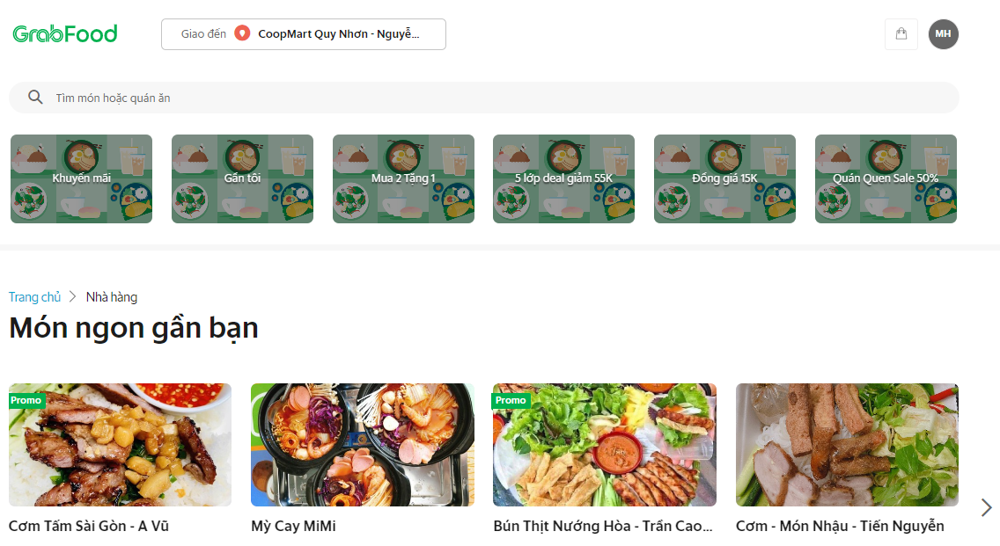 GrabFood
Giao đến CoopMart Quy Nhơn - Nguyễ...
MH
Tìm món hoặc quán ăn
Khuyến mãi
Gần tôi
Mua 2 Tặng 1
5 lớp deal giảm 55K
Đồng giá 15K
Quán Quen Sale 50%
Trang chủ
Nhà hàng
Món ngon gần bạn
Promo
Promo
Cơm Tấm Sài Gòn - A Vũ
Mỳ Cay MiMi
Bún Thịt Nướng Hòa - Trần Cao...
Cơm - Món Nhậu - Tiến Nguyễn